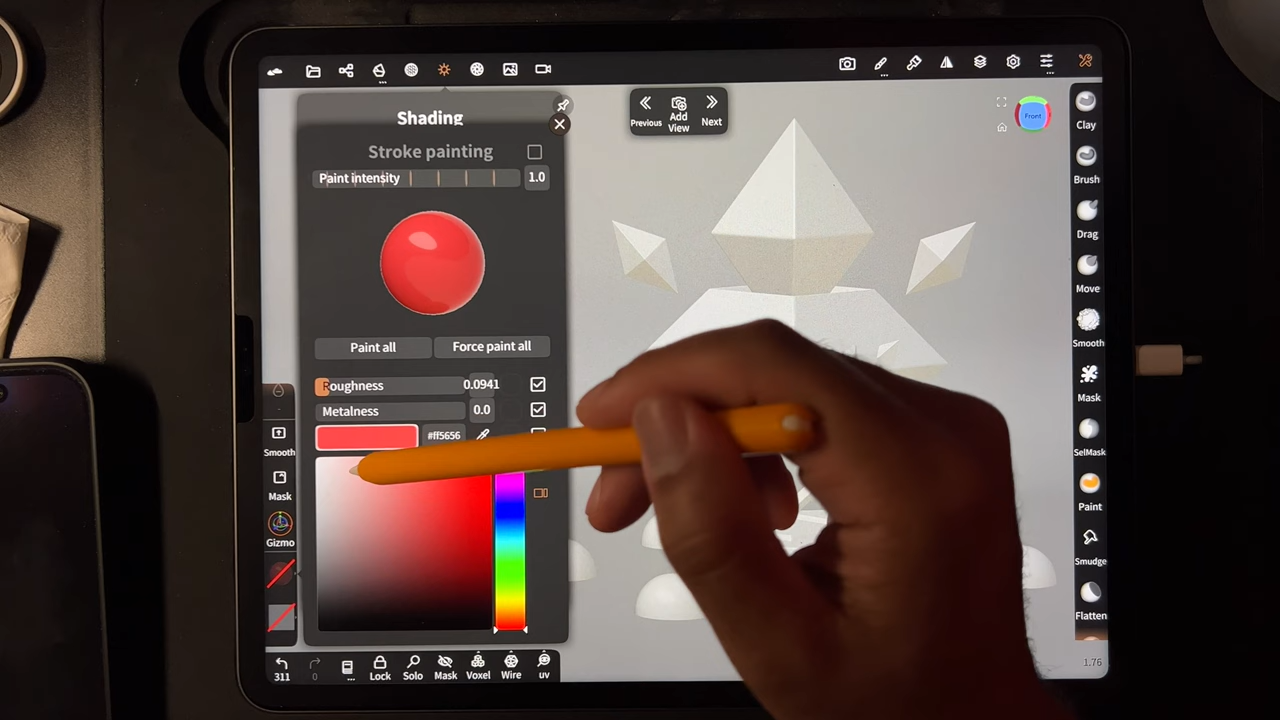 Shading
Stroke painting
Paint intensity 1.0
Paint all
Force paint all
Roughness 0.0941
Metalness 0.0
#ff5656
Previous
Add View
Next
Front
Clay
Brush
Drag
Move
Smooth
Mask
SelMask
Paint
Smudge
Flatten
Smooth
Mask
Gizmo
311
0
Lock
Solo
Mask
Voxel
Wire
uv
1.76